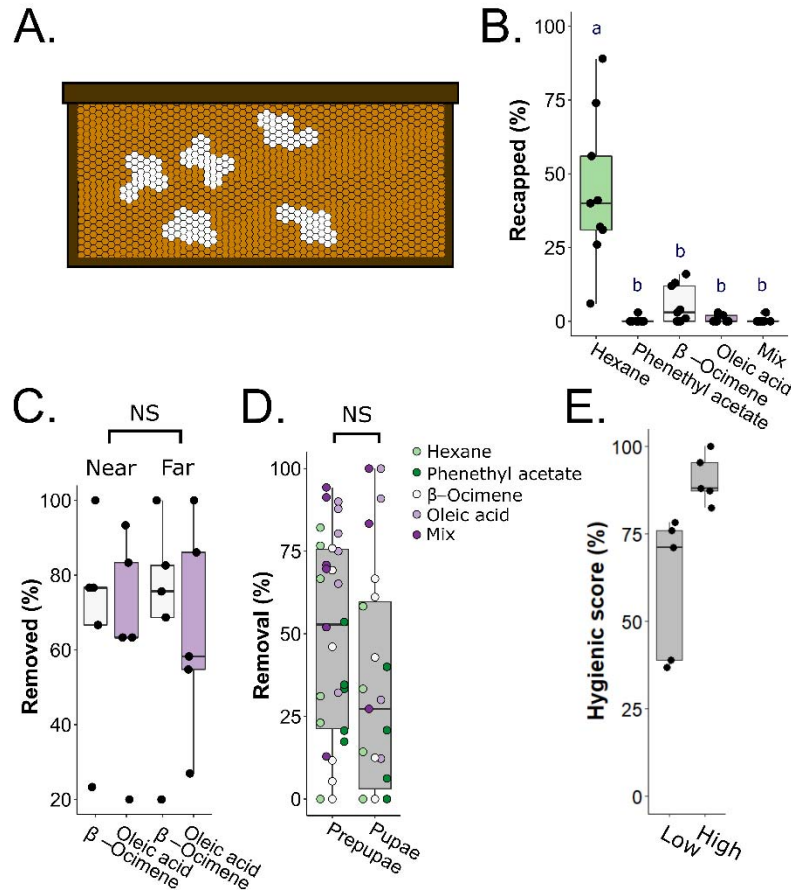 A.
B.
Recapped (%)
100
75
50
25
0
a
b
b
b
b
Hexane
Phenethyl acetate
β –Ocimene
Oleic acid
Mix
C.
NS
Near
Far
Removed (%)
100
80
60
40
20
β –Ocimene
Oleic acid
β –Ocimene
Oleic acid
D.
NS
Removal (%)
100
75
50
25
0
Prepupae
Pupae
Hexane
Phenethyl acetate
β–Ocimene
Oleic acid
Mix
E.
Hygienic score (%)
100
75
50
25
0
Low
High